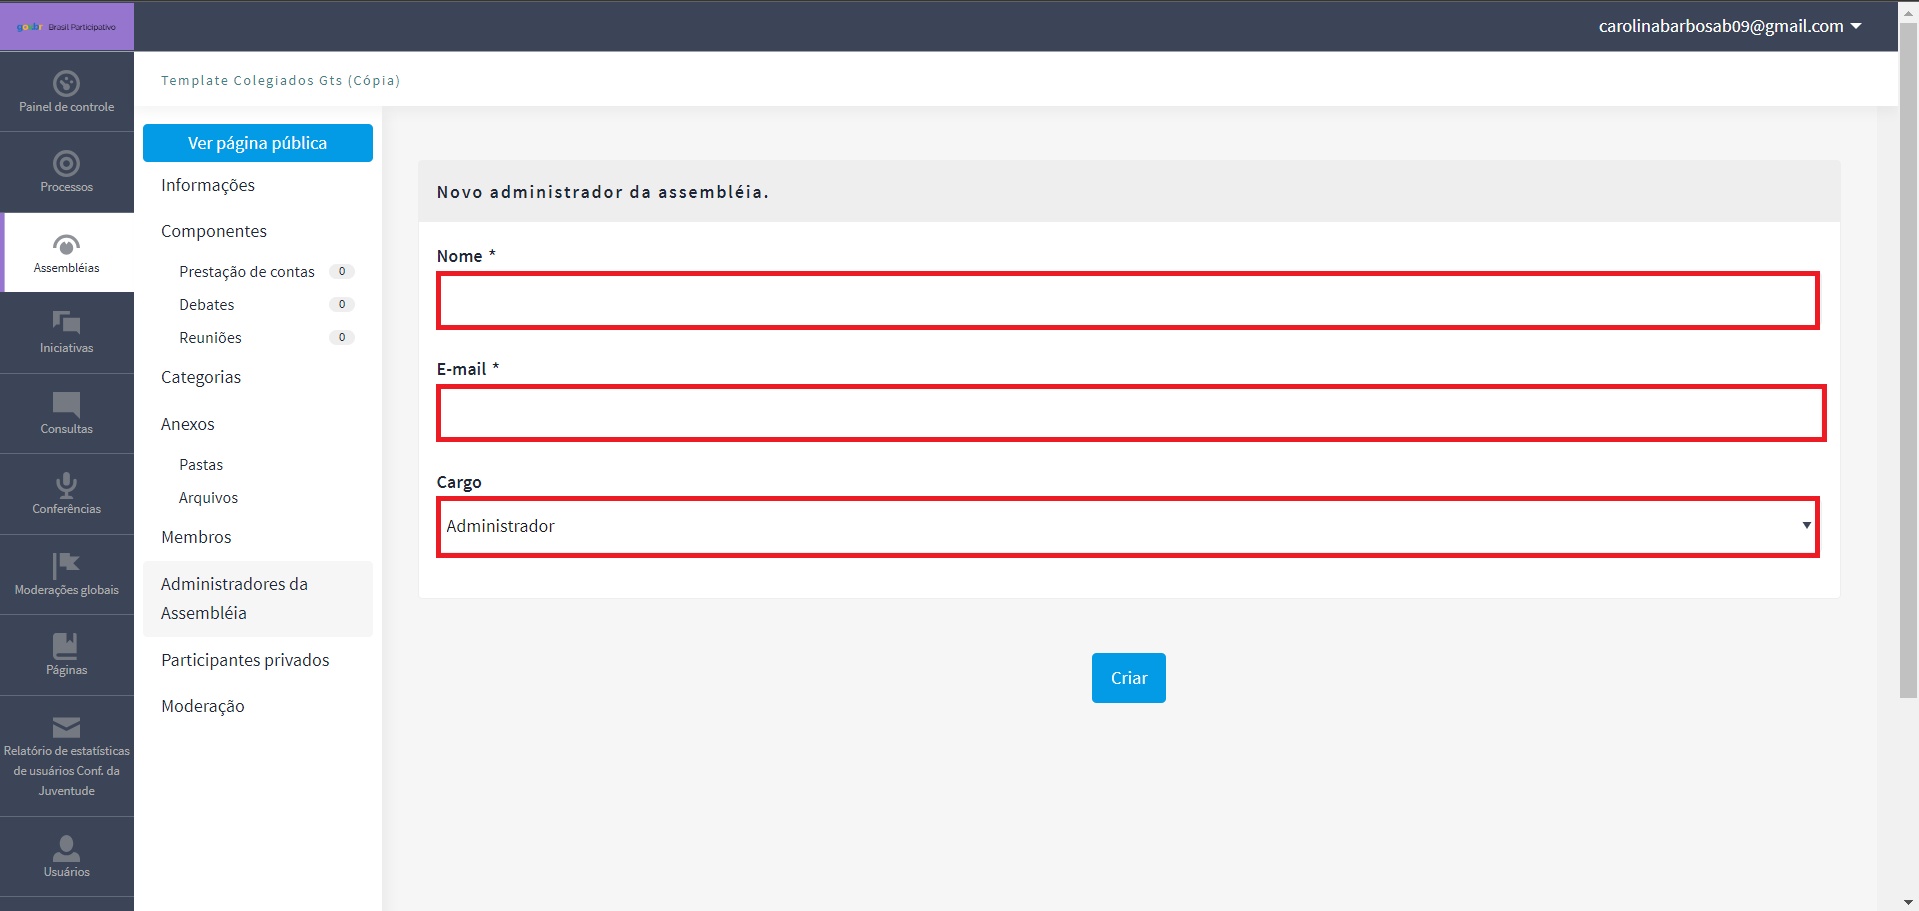 gov.br Brasil Participativo
carolinabarbosab09@gmail.com
Painel de controle
Processos
Assembléias
Iniciativas
Consultas
Conferências
Moderações globais
Páginas
Relatório de estatísticas
de usuários Conf. da
Juventude
Usuários
Template Colegiados Gts (Cópia)
Ver página pública
Informações
Componentes
Prestação de contas 0
Debates 0
Reuniões 0
Categorias
Anexos
Pastas
Arquivos
Membros
Administradores da
Assembléia
Participantes privados
Moderação
Novo administrador da assembléia.
Nome *
E-mail *
Cargo
Administrador
Criar